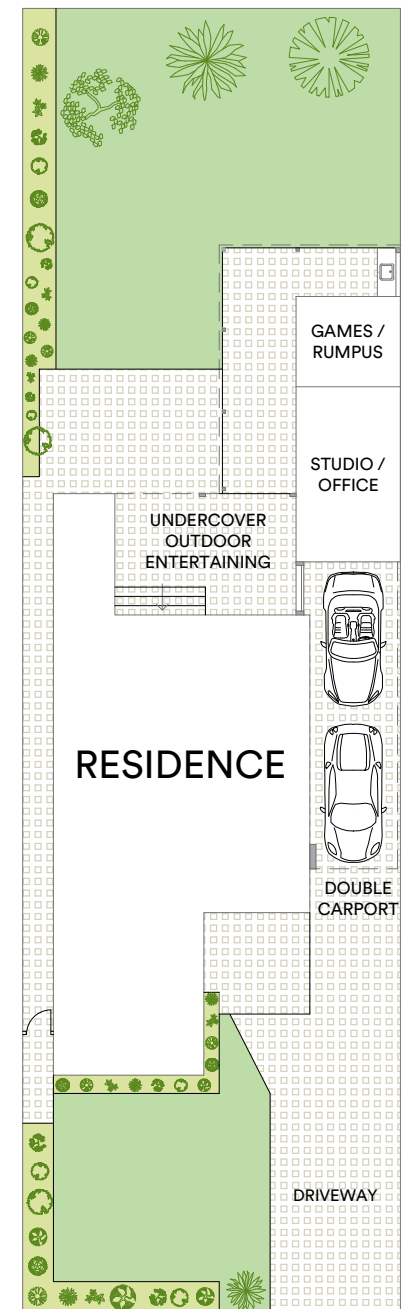 GAMES /
RUMPUS
STUDIO /
OFFICE
UNDERCOVER
OUTDOOR
ENTERTAINING
RESIDENCE
DOUBLE
CARPORT
DRIVEWAY